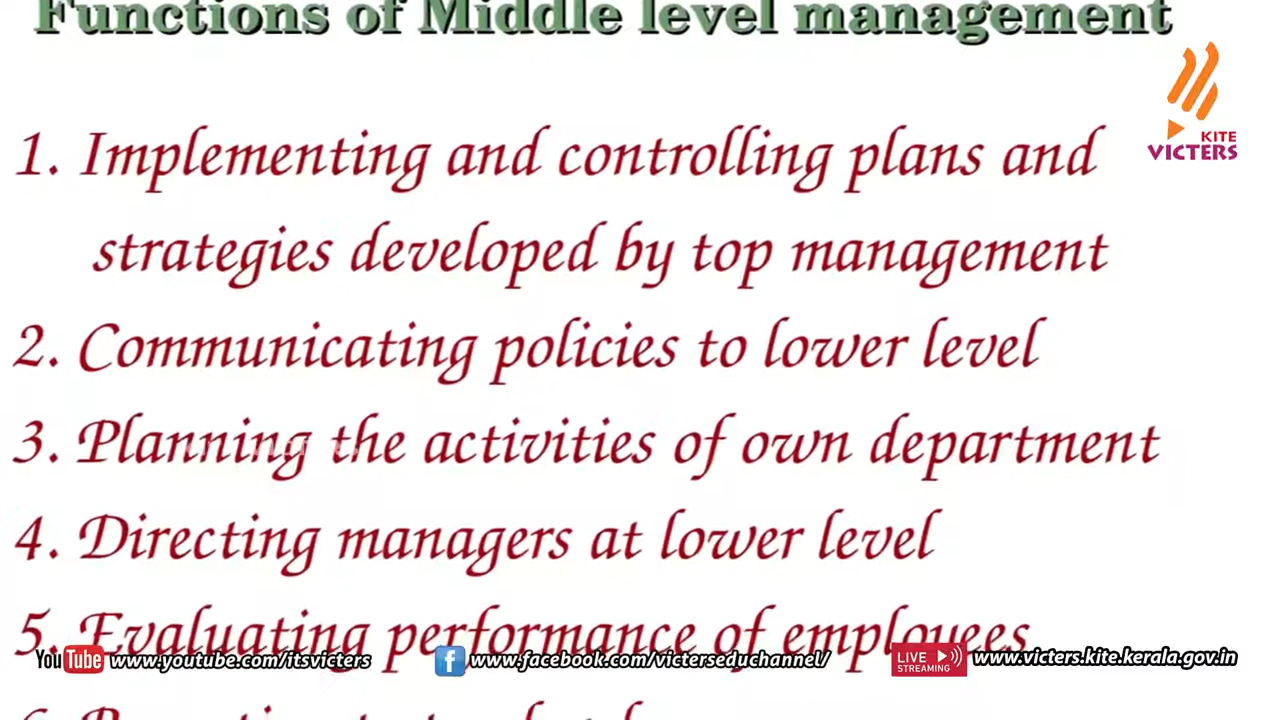 Functions of Middle level management
KITE
VICTERS
1. Implementing and controlling plans and
strategies developed by top management
2. Communicating policies to lower level
3. Planning the activities of own department
4. Directing managers at lower level
5. Evaluating performance of employees
YouTube www.youtube.com/itsvicters
f www.facebook.com/victerseduchannel/
LIVE STREAMING www.victers.kite.kerala.gov.in